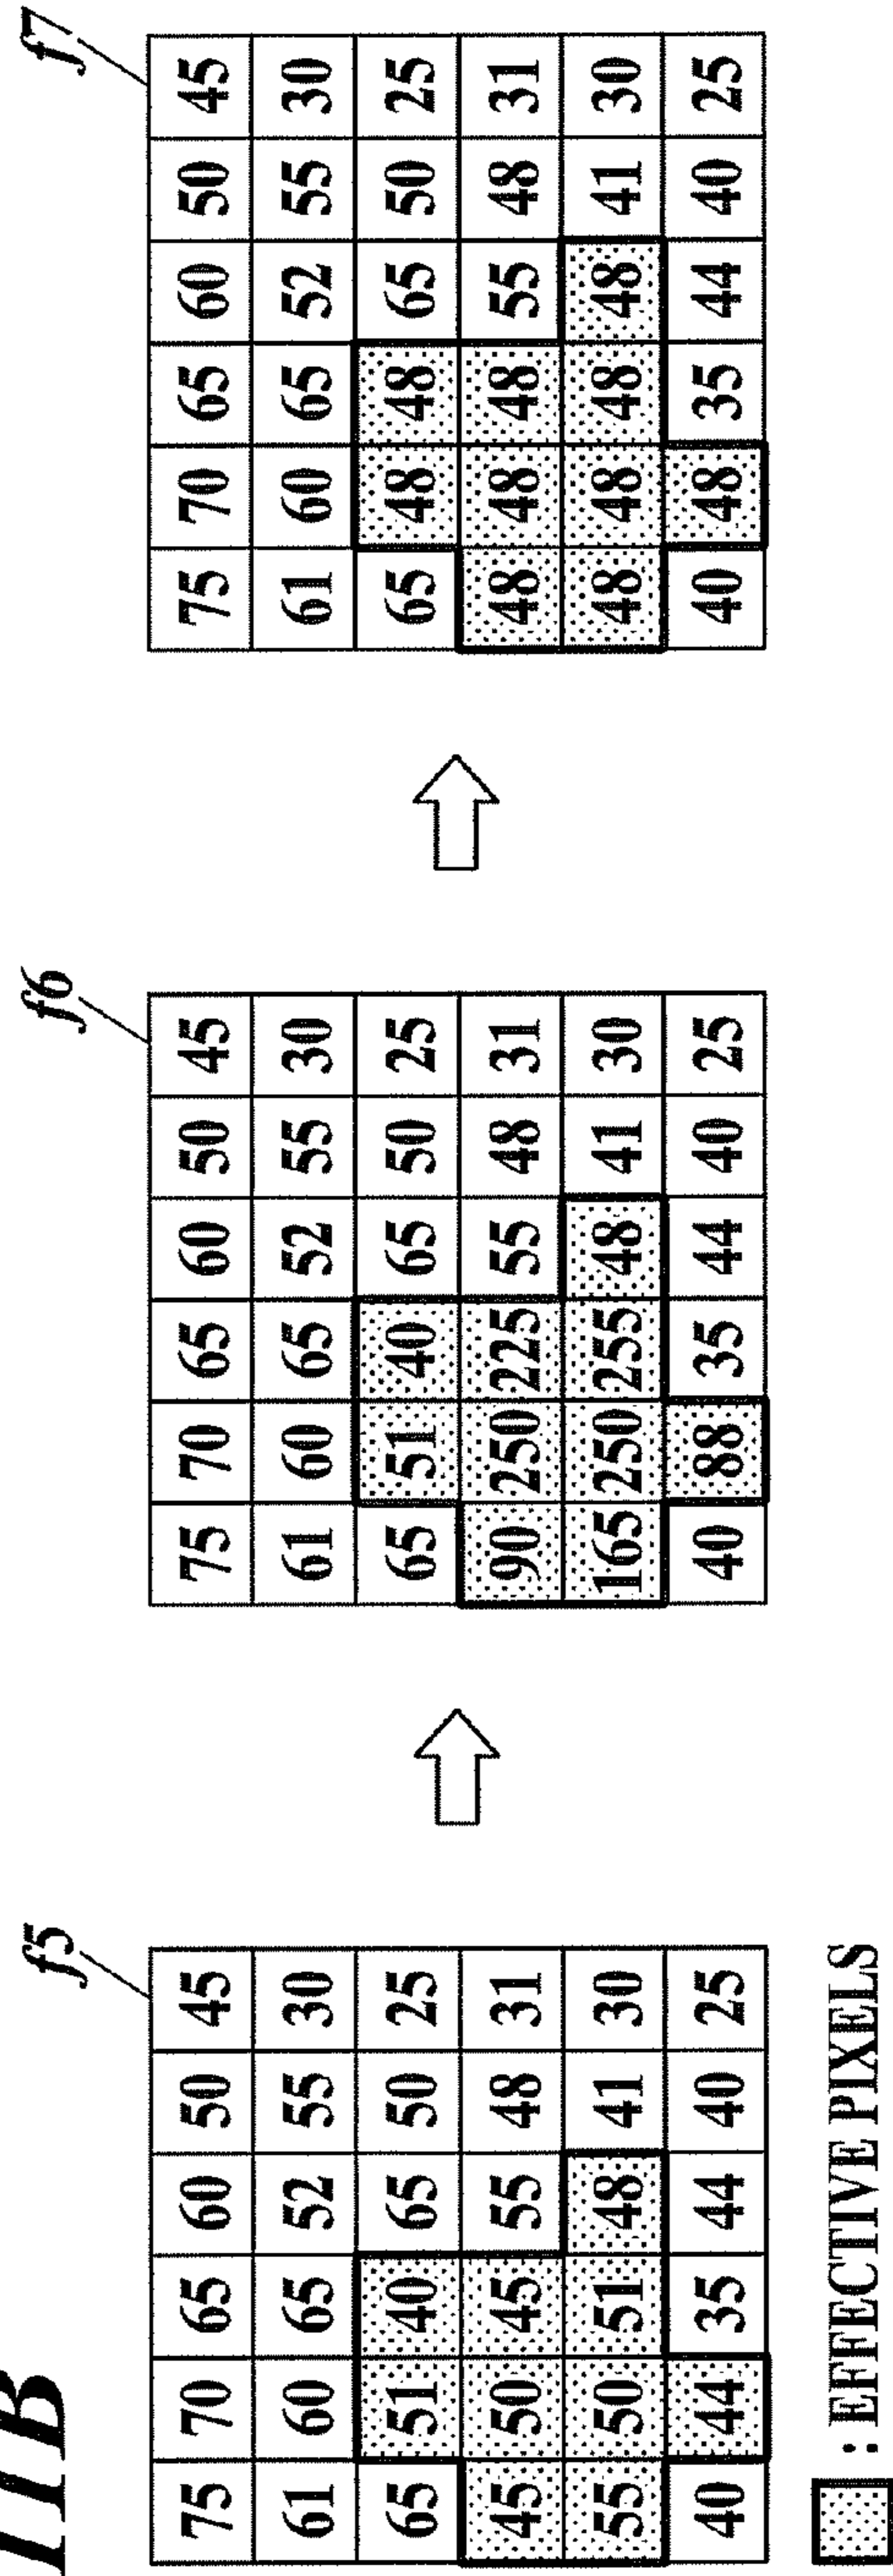 11B
f5
75 70 65 60 50 45
61 60 65 52 55 30
65 51 40 65 50 25
45 50 45 55 48 31
55 50 51 48 41 30
40 44 35 44 40 25
f6
75 70 65 60 50 45
61 60 65 52 55 30
65 51 40 65 50 25
90 250 225 55 48 31
165 250 255 48 41 30
40 88 35 44 40 25
f7
75 70 65 60 50 45
61 60 65 52 55 30
65 48 48 65 50 25
48 48 48 55 48 31
48 48 48 48 41 30
40 48 35 44 40 25
: EFFECTIVE PIXELS